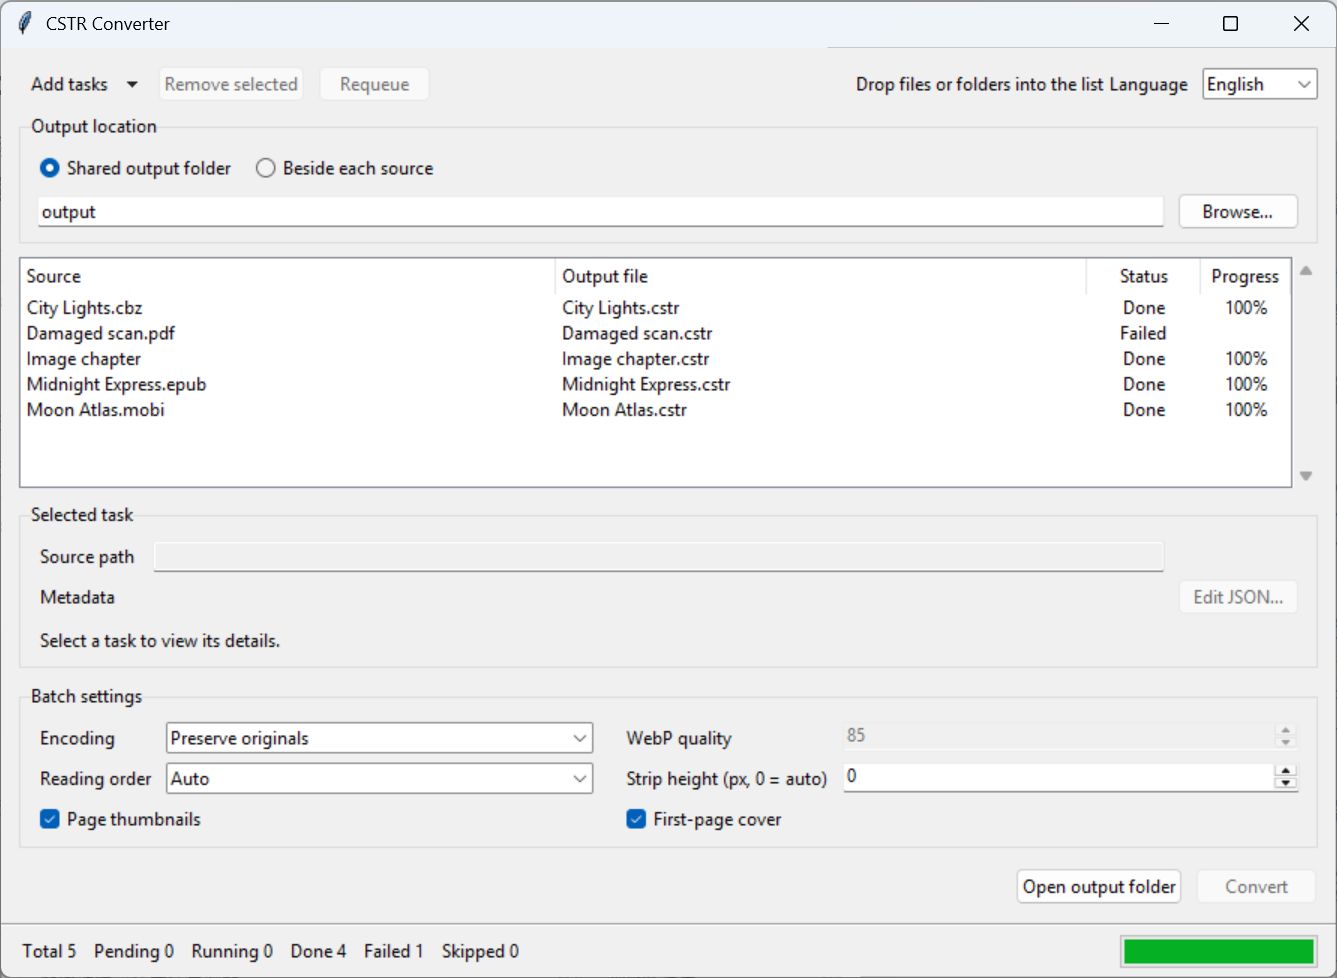 CSTR Converter
Add tasks Remove selected Requeue Drop files or folders into the list Language English
Output location
Shared output folder Beside each source
output Browse...
Source Output file Status Progress
City Lights.cbz City Lights.cstr Done 100%
Damaged scan.pdf Damaged scan.cstr Failed
Image chapter Image chapter.cstr Done 100%
Midnight Express.epub Midnight Express.cstr Done 100%
Moon Atlas.mobi Moon Atlas.cstr Done 100%
Selected task
Source path
Metadata Edit JSON...
Select a task to view its details.
Batch settings
Encoding Preserve originals WebP quality 85
Reading order Auto Strip height (px, 0 = auto) 0
Page thumbnails First-page cover
Open output folder Convert
Total 5 Pending 0 Running 0 Done 4 Failed 1 Skipped 0